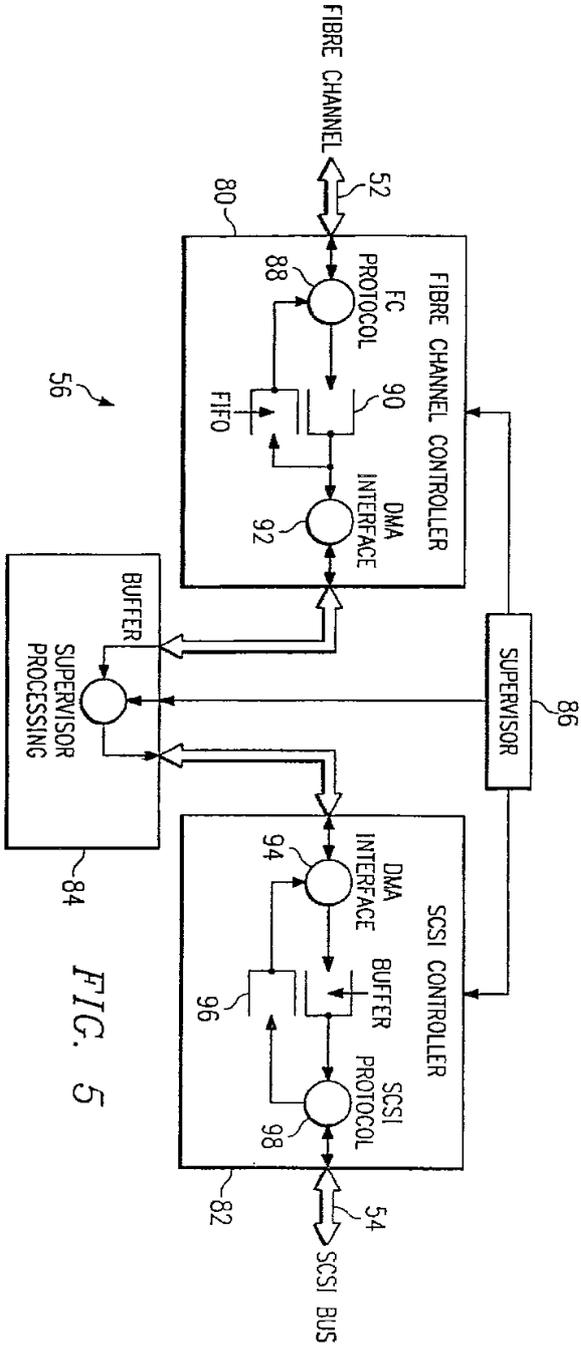 86
SUPERVISOR
FIBRE CHANNEL CONTROLLER
SCSI CONTROLLER
FIBRE CHANNEL
52
80
FC
PROTOCOL
88
90
FIFO
DMA
INTERFACE
92
DMA
INTERFACE
94
BUFFER
96
SCSI
PROTOCOL
98
82
54
SCSI BUS
56
BUFFER
SUPERVISOR
PROCESSING
84
FIG. 5